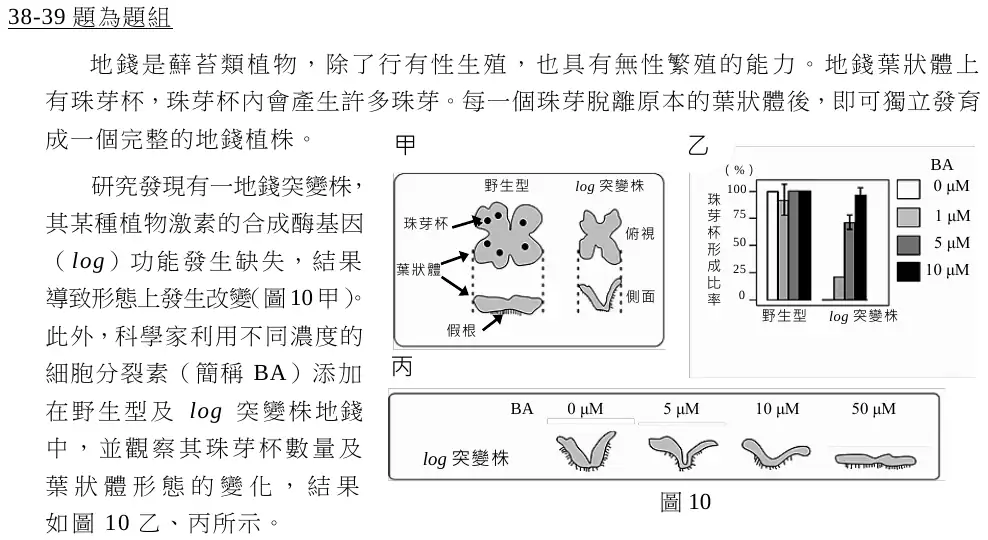 38-39 題為題組
地錢是蘚苔類植物，除了行有性生殖，也具有無性繁殖的能力。地錢葉狀體上
有珠芽杯，珠芽杯內會產生許多珠芽。每一個珠芽脫離原本的葉狀體後，即可獨立發育
成一個完整的地錢植株。
研究發現有一地錢突變株，
其某種植物激素的合成酶基因
（log）功能發生缺失，結果
導致形態上發生改變（圖10甲）。
此外，科學家利用不同濃度的
細胞分裂素（簡稱 BA）添加
在野生型及 log 突變株地錢
中，並觀察其珠芽杯數量及
葉狀體形態的變化，結果
如圖 10 乙、丙所示。
甲
野生型 log 突變株
珠芽杯
俯視
葉狀體
側面
假根
乙
（%）
珠芽杯形成比率
100
75
50
25
0
野生型 log 突變株
BA
0 μM
1 μM
5 μM
10 μM
丙
BA 0 μM 5 μM 10 μM 50 μM
log 突變株
圖 10